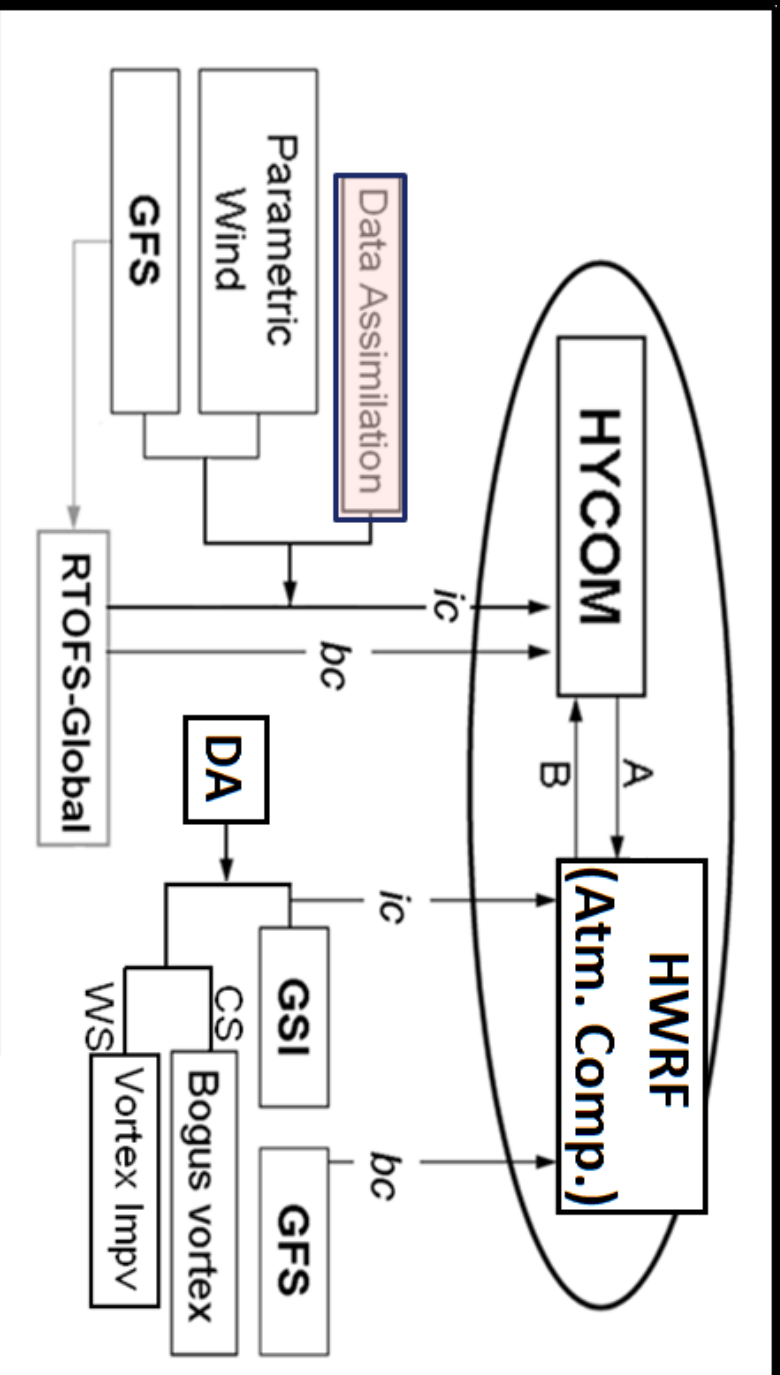 HYCOM
A
B
HWRF
(Atm. Comp.)
Data Assimilation
ic
bc
ic
bc
Parametric
Wind
GFS
RTOFS-Global
DA
GSI
GFS
CS
WS
Bogus vortex
Vortex Impv